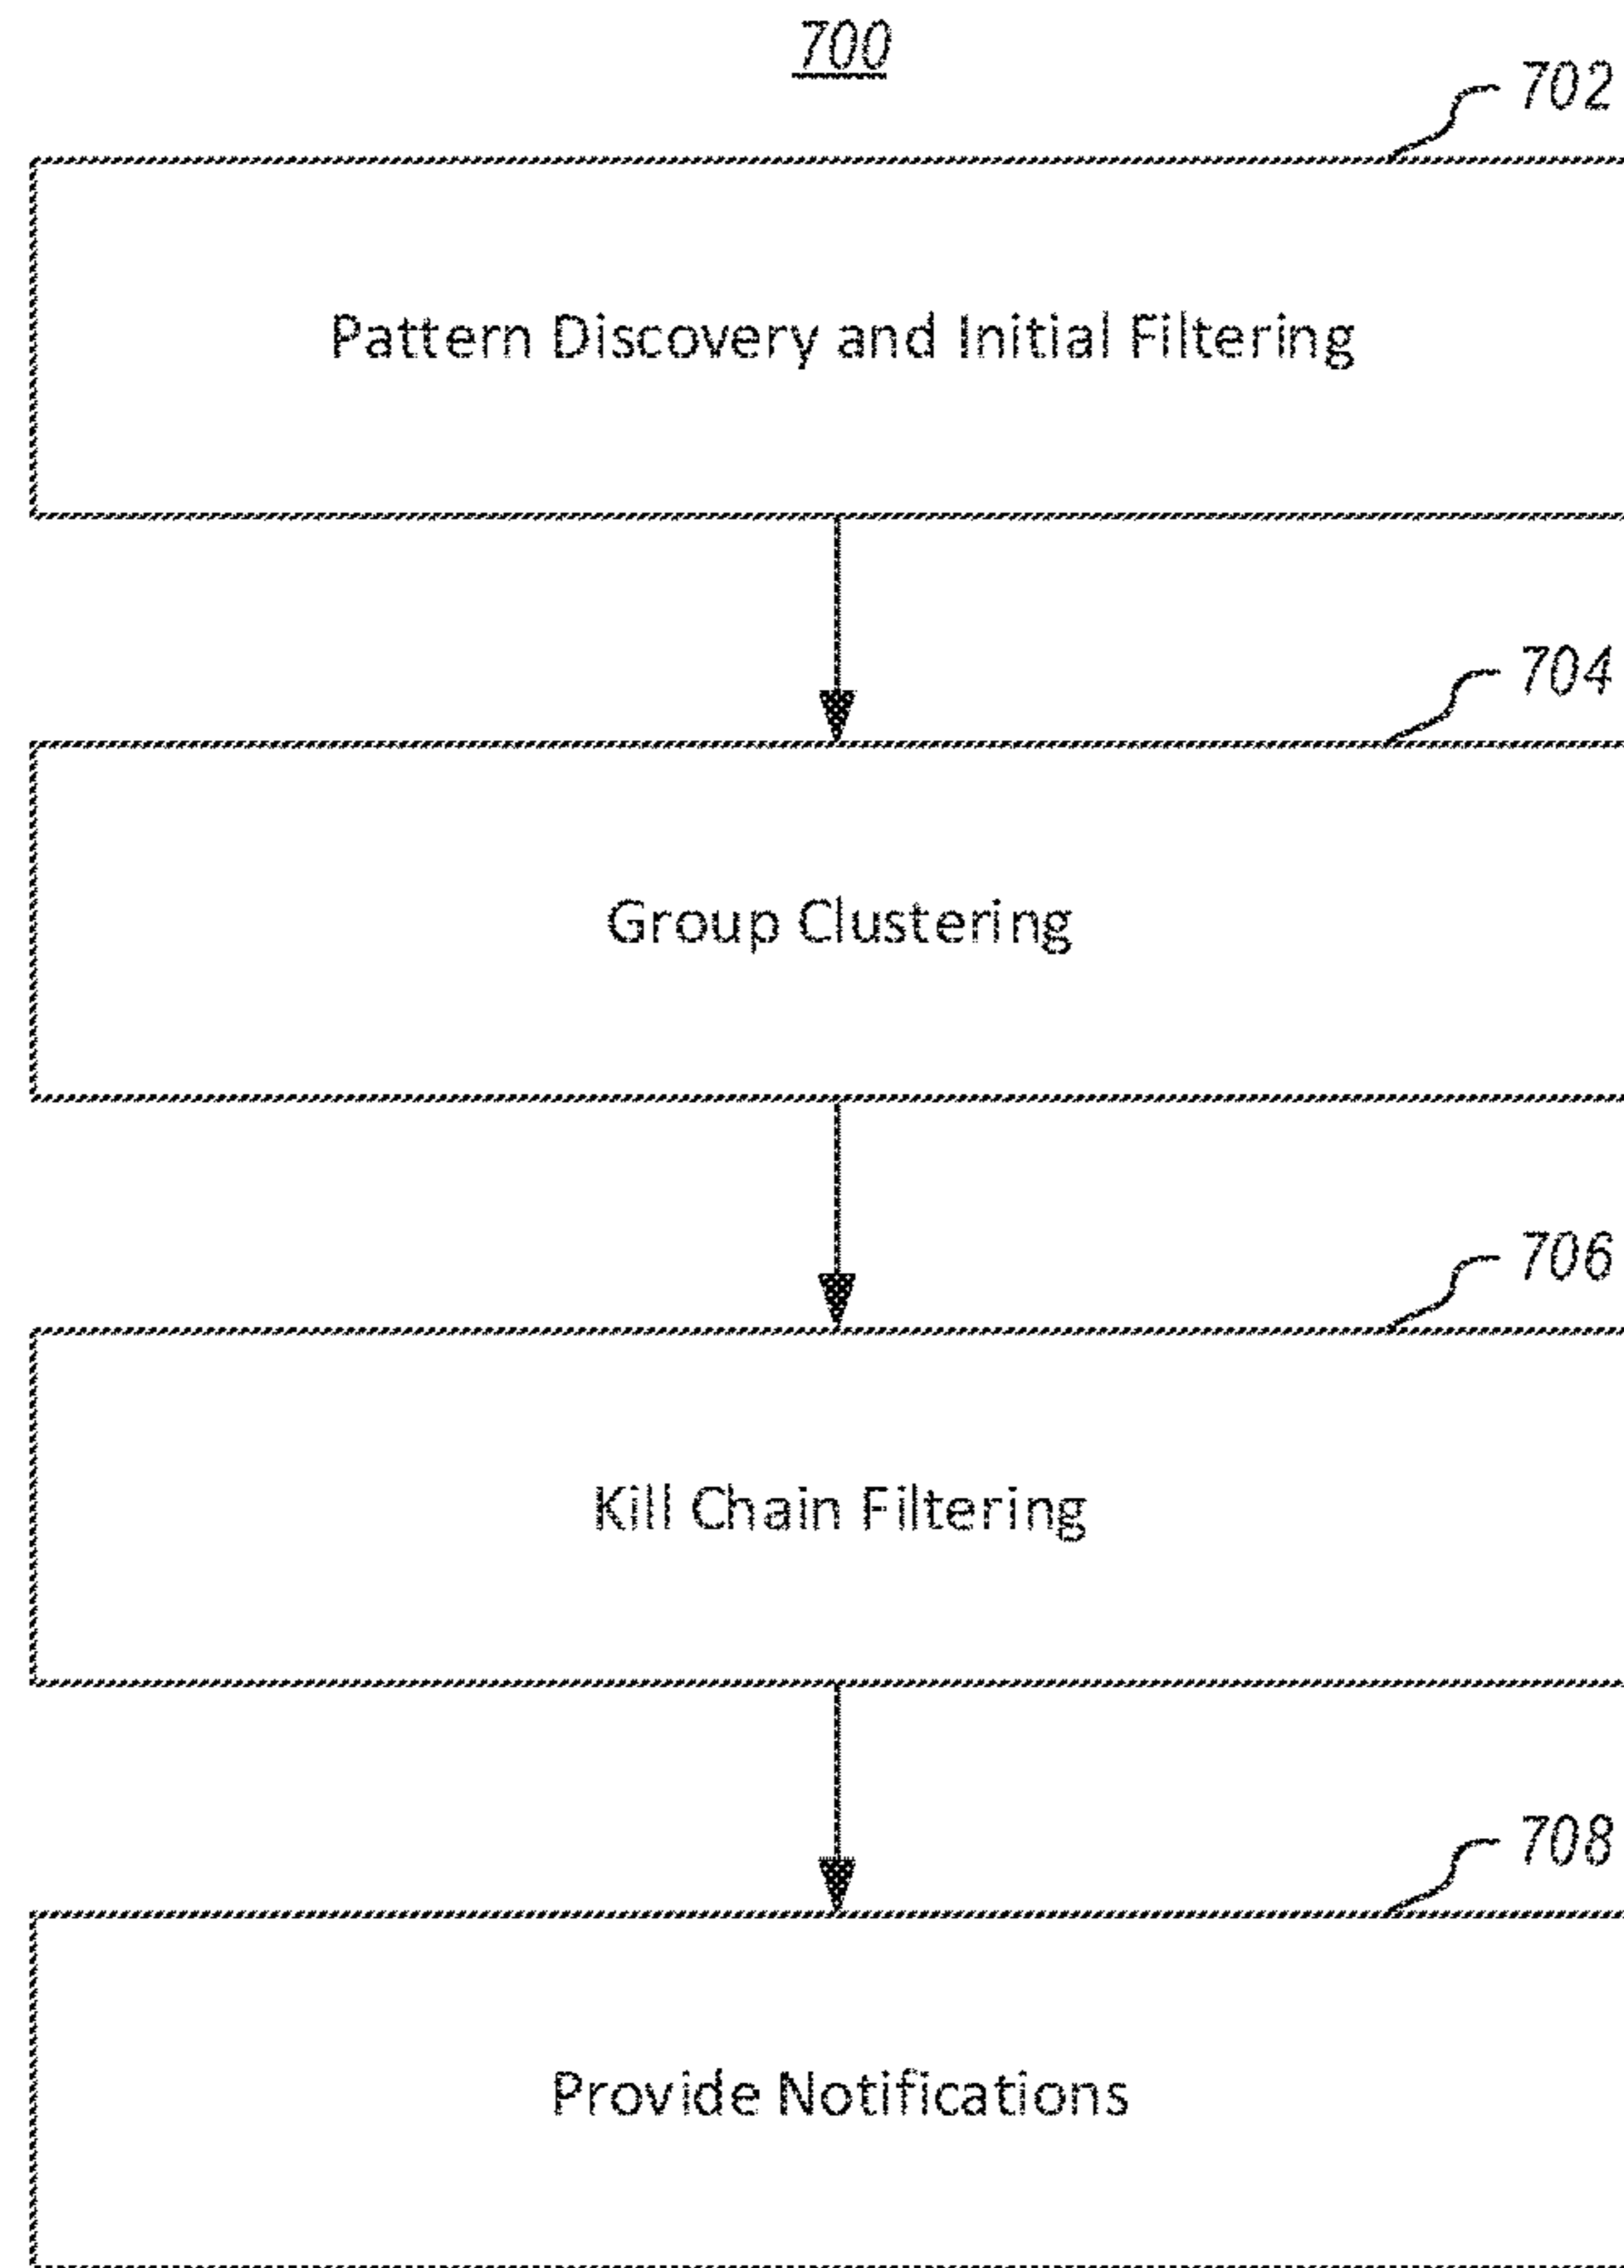 700
702
Pattern Discovery and Initial Filtering
704
Group Clustering
706
Kill Chain Filtering
708
Provide Notifications